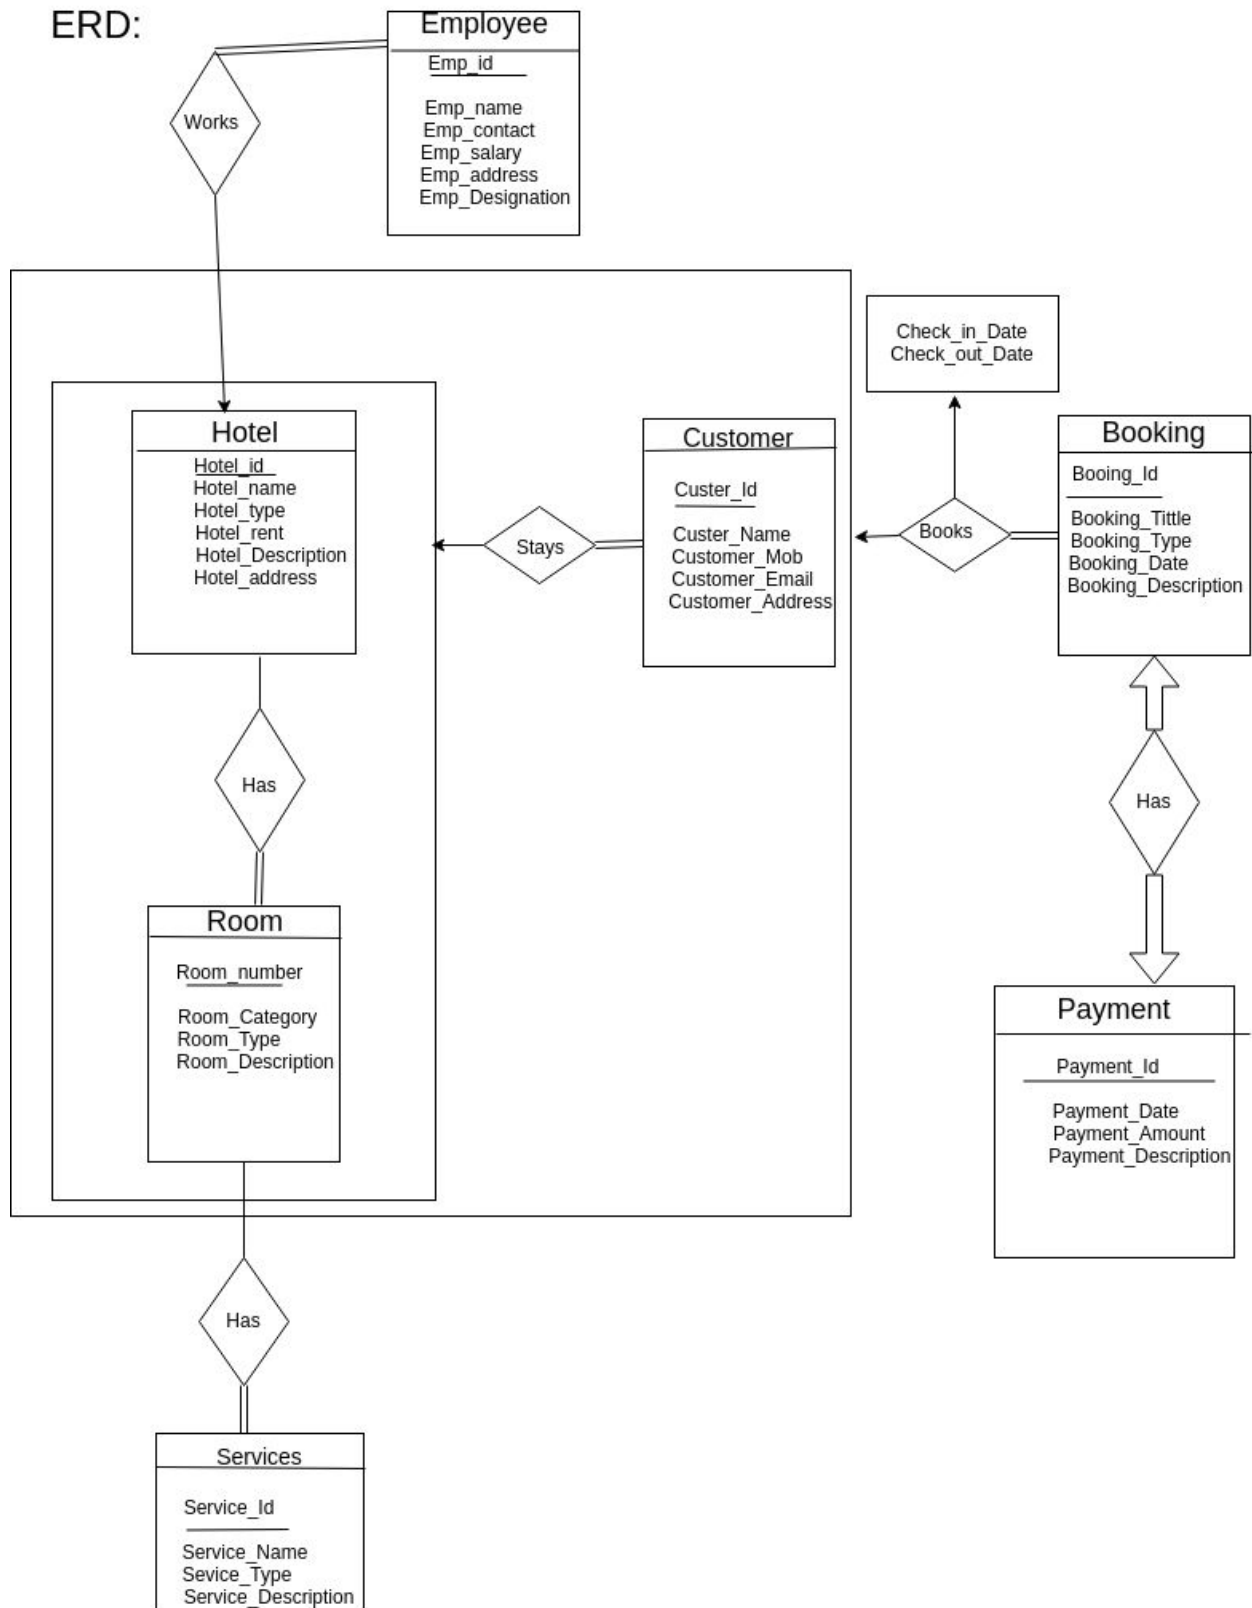 ERD:
Employee
Emp_id
Emp_name
Emp_contact
Emp_salary
Emp_address
Emp_Designation
Works
Check_in_Date
Check_out_Date
Hotel
Hotel_id
Hotel_name
Hotel_type
Hotel_rent
Hotel_Description
Hotel_address
Stays
Customer
Custer_Id
Custer_Name
Customer_Mob
Customer_Email
Customer_Address
Books
Booking
Booing_Id
Booking_Tittle
Booking_Type
Booking_Date
Booking_Description
Has
Has
Room
Room_number
Room_Category
Room_Type
Room_Description
Payment
Payment_Id
Payment_Date
Payment_Amount
Payment_Description
Has
Services
Service_Id
Service_Name
Sevice_Type
Service_Description